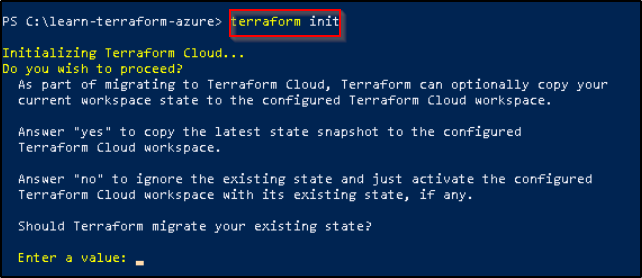 PS C:\learn-terraform-azure> terraform init
Initializing Terraform Cloud...
Do you wish to proceed?
As part of migrating to Terraform Cloud, Terraform can optionally copy your
current workspace state to the configured Terraform Cloud workspace.
Answer "yes" to copy the latest state snapshot to the configured
Terraform Cloud workspace.
Answer "no" to ignore the existing state and just activate the configured
Terraform Cloud workspace with its existing state, if any.
Should Terraform migrate your existing state?
Enter a value: